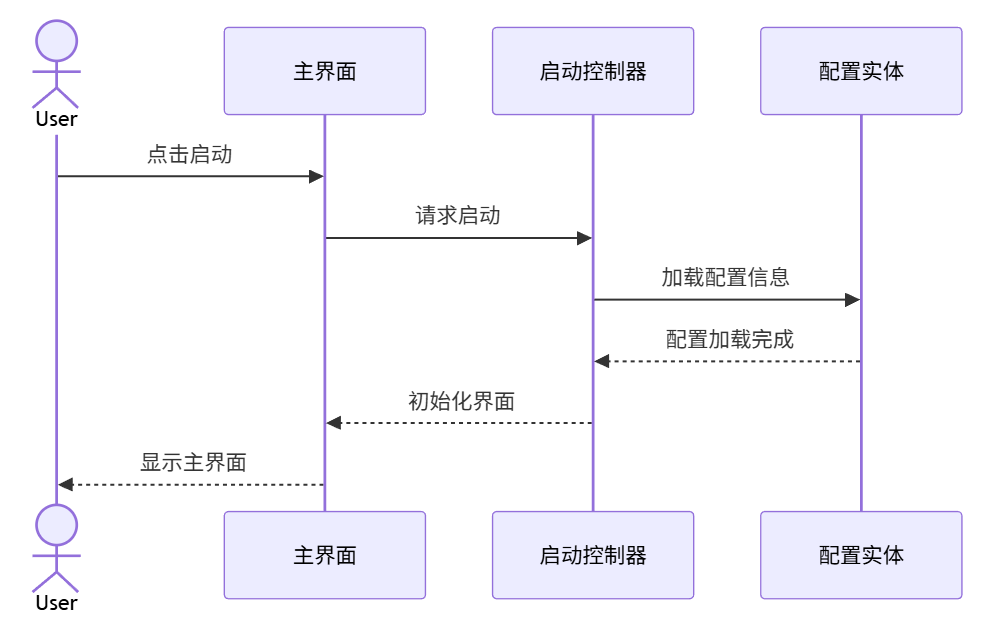 User
主界面
启动控制器
配置实体
点击启动
请求启动
加载配置信息
配置加载完成
初始化界面
显示主界面
User
主界面
启动控制器
配置实体